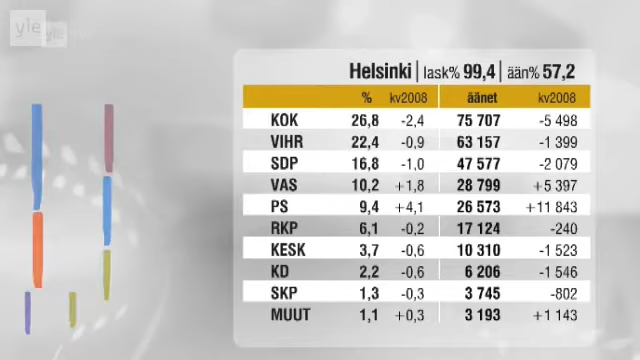 yle
yle
Helsinki | lask% 99,4 | ään% 57,2
% kv2008 äänet kv2008
KOK 26,8 -2,4 75 707 -5 498
VIHR 22,4 -0,9 63 157 -1 399
SDP 16,8 -1,0 47 577 -2 079
VAS 10,2 +1,8 28 799 +5 397
PS 9,4 +4,1 26 573 +11 843
RKP 6,1 -0,2 17 124 -240
KESK 3,7 -0,6 10 310 -1 523
KD 2,2 -0,6 6 206 -1 546
SKP 1,3 -0,3 3 745 -802
MUUT 1,1 +0,3 3 193 +1 143